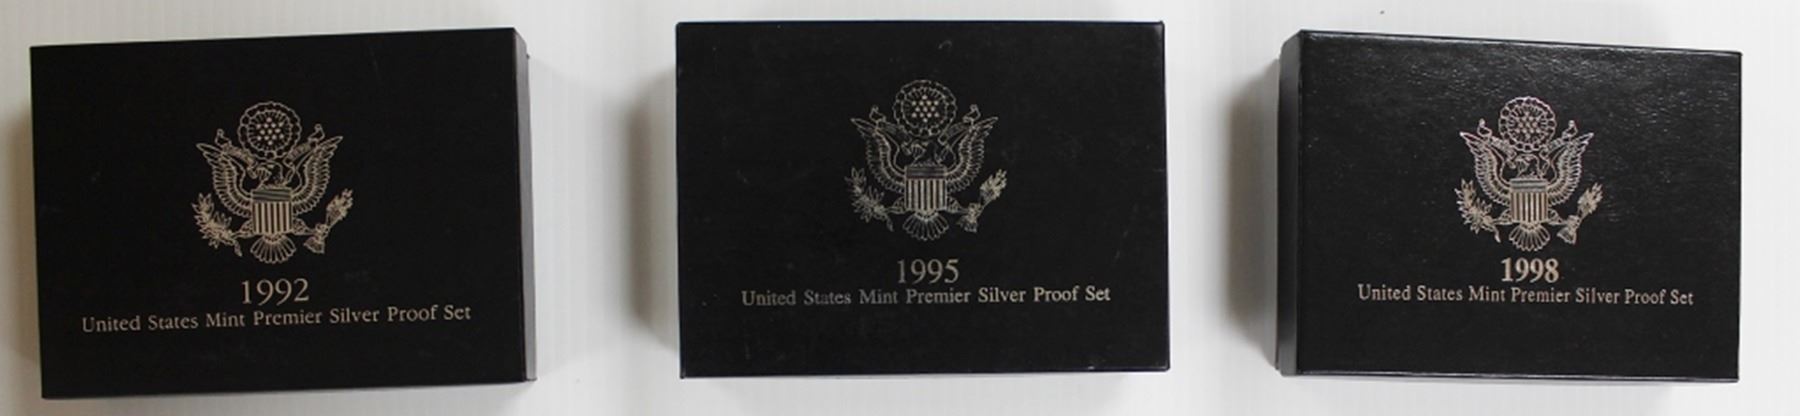 1992
United States Mint Premier Silver Proof Set
1995
United States Mint Premier Silver Proof Set
1998
United States Mint Premier Silver Proof Set